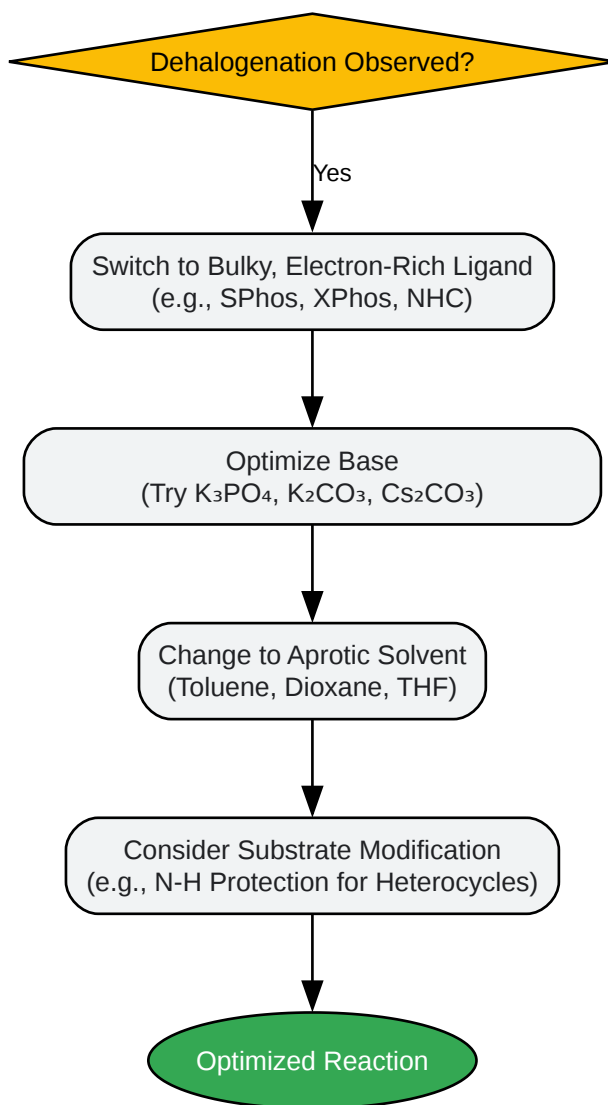 Dehalogenation Observed?
Yes
Switch to Bulky, Electron-Rich Ligand
(e.g., SPhos, XPhos, NHC)
Optimize Base
(Try K₃PO₄, K₂CO₃, Cs₂CO₃)
Change to Aprotic Solvent
(Toluene, Dioxane, THF)
Consider Substrate Modification
(e.g., N-H Protection for Heterocycles)
Optimized Reaction